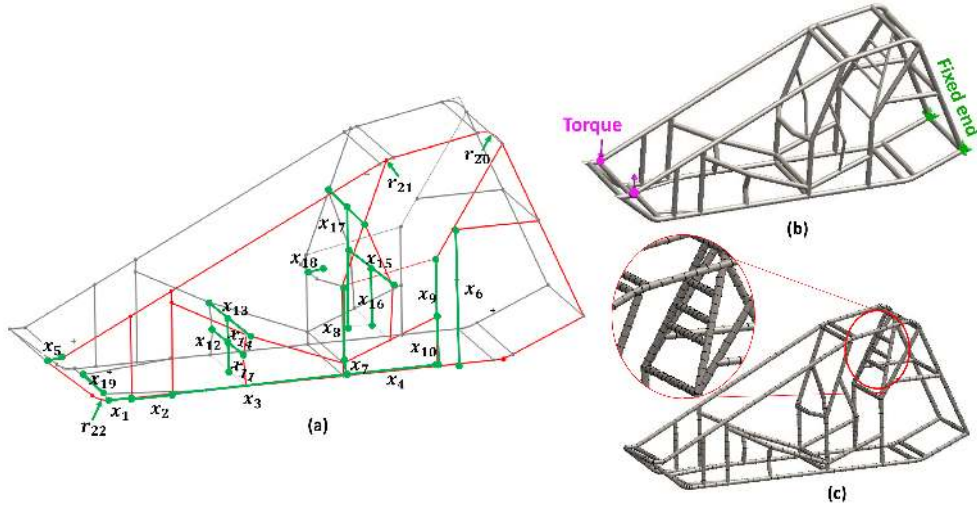 x₁₇
r₂₁
r₂₀
x₁₈
x₁₅
x₁₆
x₉
x₆
x₁₃
x₁₂
x₁₄
x₁₁
x₈
x₁₀
x₅
x₁₉
x₇
x₄
r₂₂
x₁
x₂
x₃
(a)
Torque
Fixed end
(b)
(c)